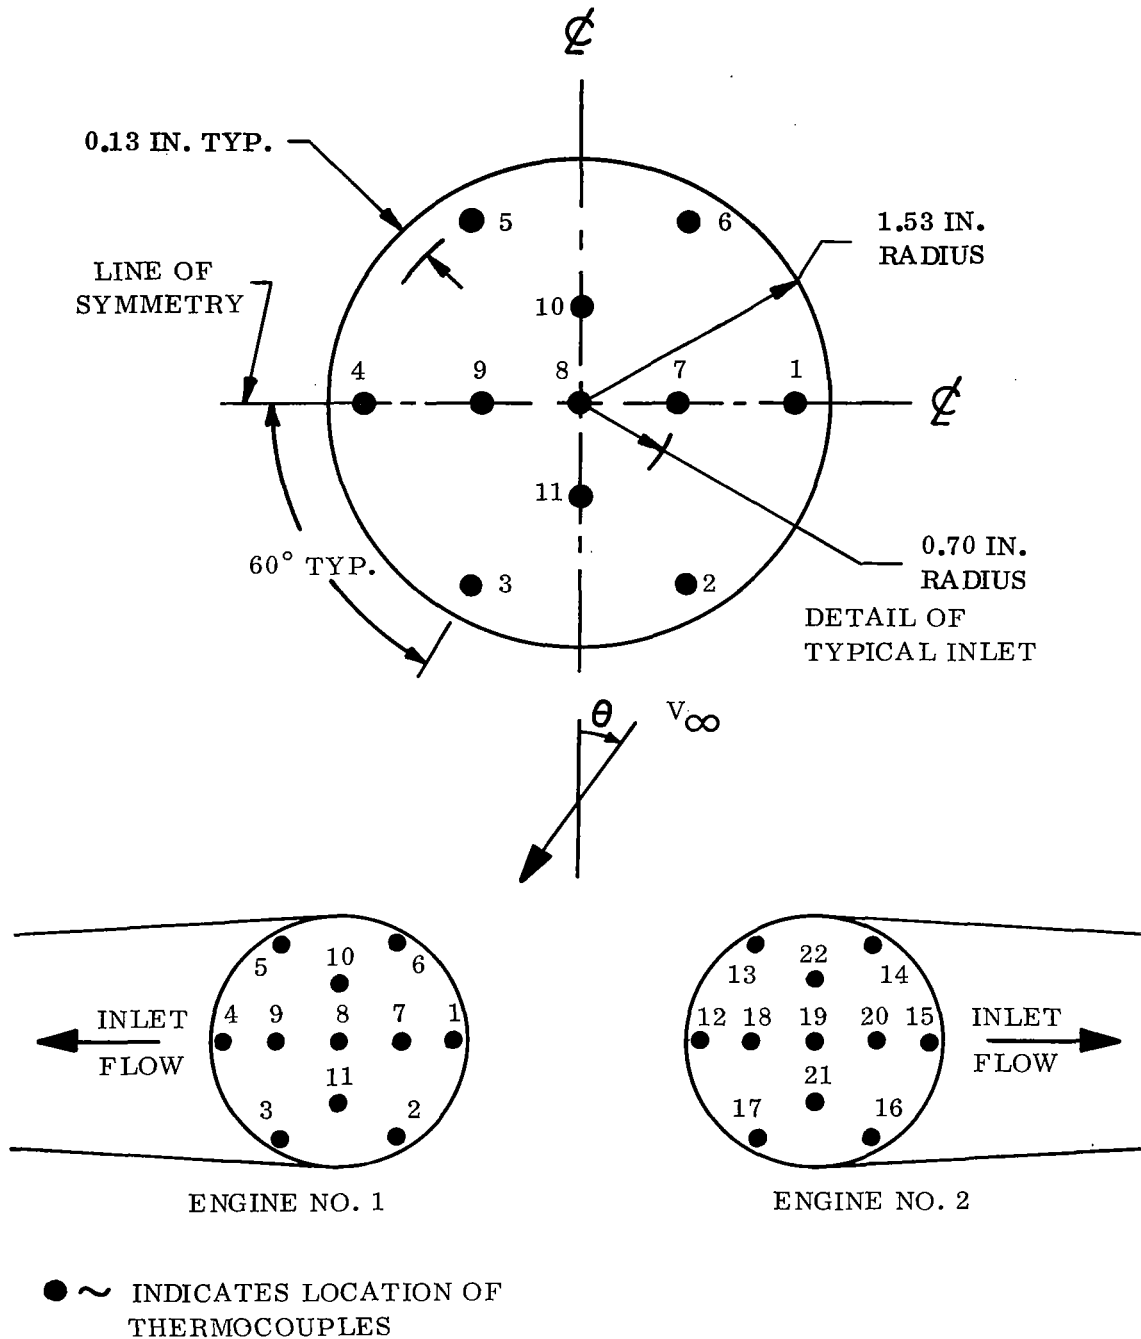 ℄
0.13 IN. TYP.
5
6
1.53 IN.
RADIUS
LINE OF
SYMMETRY
10
4
9
8
7
1
℄
11
60° TYP.
3
2
0.70 IN.
RADIUS
DETAIL OF
TYPICAL INLET
θ
V∞
5
10
6
4
9
8
7
1
11
3
2
INLET
FLOW
13
22
14
12
18
19
20
15
21
17
16
INLET
FLOW
ENGINE NO. 1
ENGINE NO. 2
~ INDICATES LOCATION OF
THERMOCOUPLES